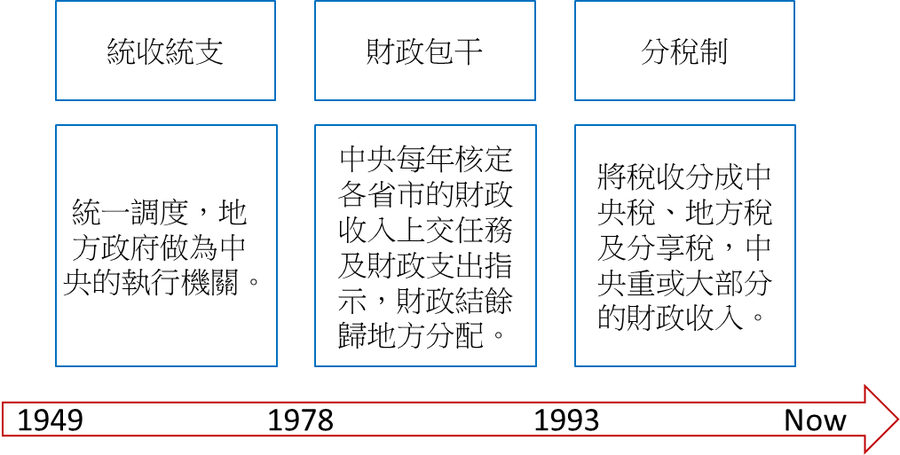 統收統支
財政包干
分稅制
統一調度，地
方政府做為中
央的執行機關。
中央每年核定
各省市的財政
收入上交任務
及財政支出指
示，財政結餘
歸地方分配。
將稅收分成中
央稅、地方稅
及分享稅，中
央重或大部分
的財政收入。
1949
1978
1993
Now